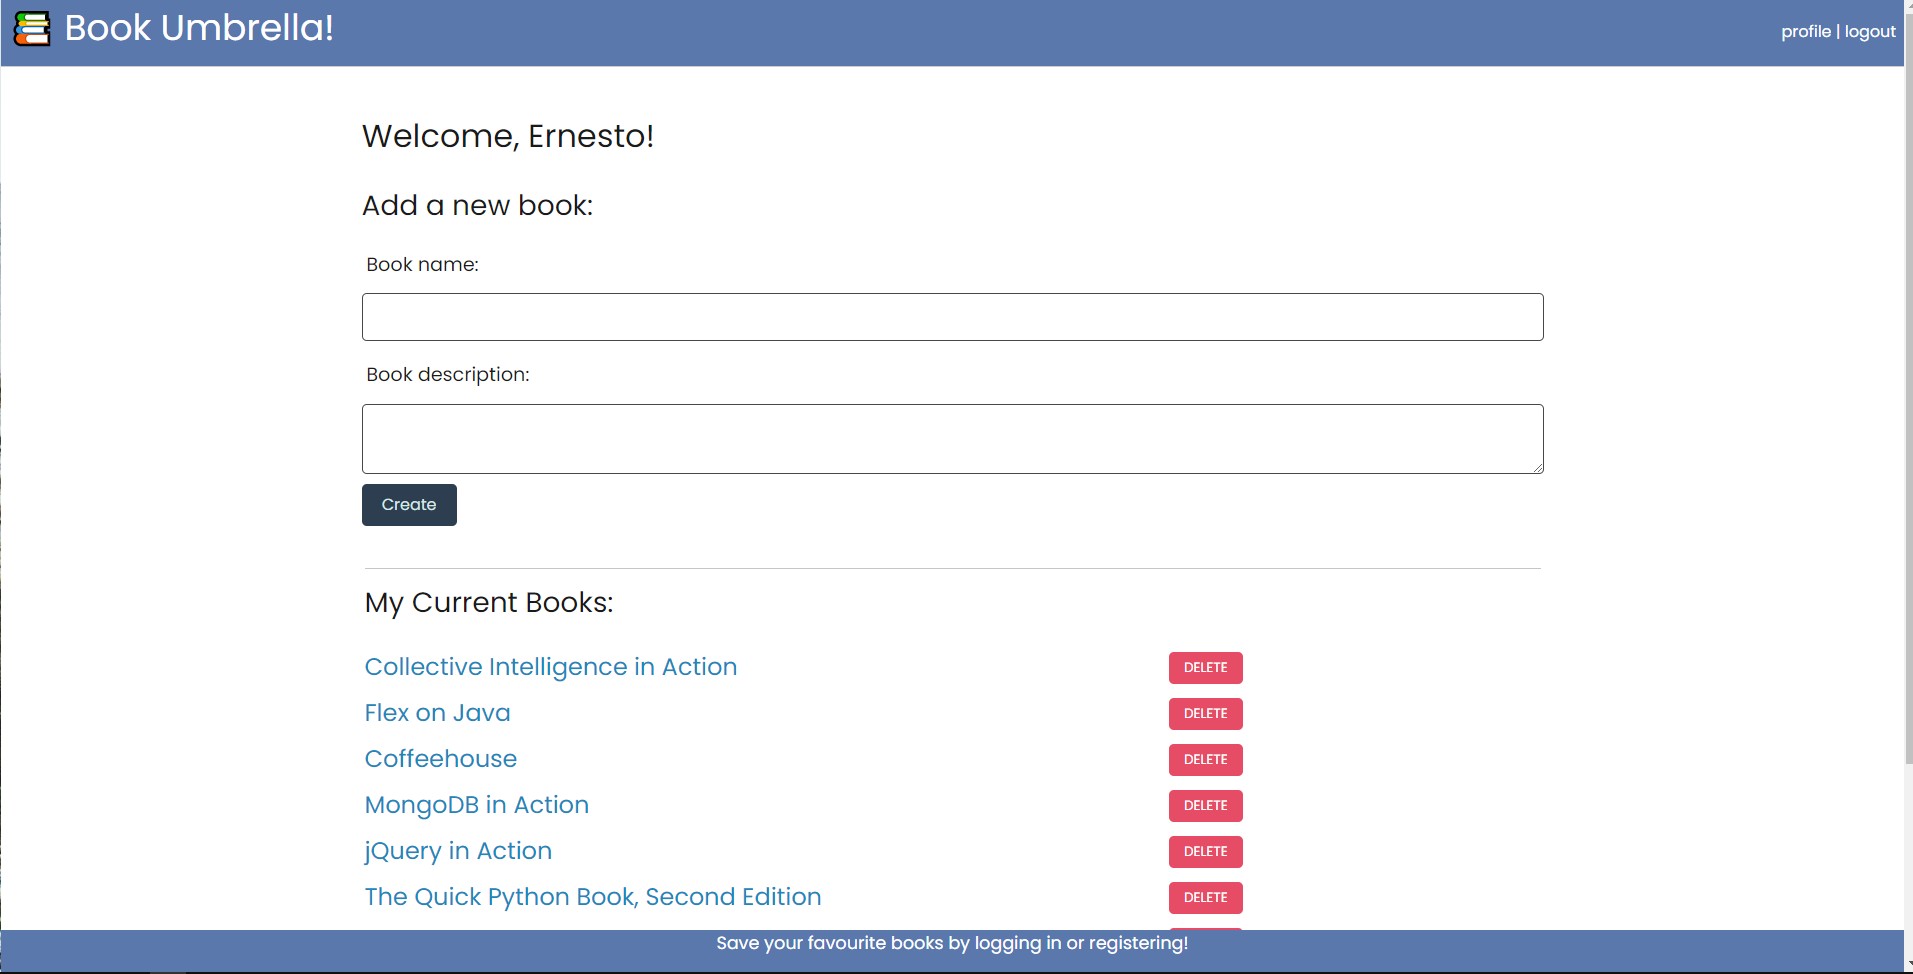 Book Umbrella!
profile | logout
Welcome, Ernesto!
Add a new book:
Book name:
Book description:
Create
My Current Books:
Collective Intelligence in Action
DELETE
Flex on Java
DELETE
Coffeehouse
DELETE
MongoDB in Action
DELETE
jQuery in Action
DELETE
The Quick Python Book, Second Edition
DELETE
Save your favourite books by logging in or registering!